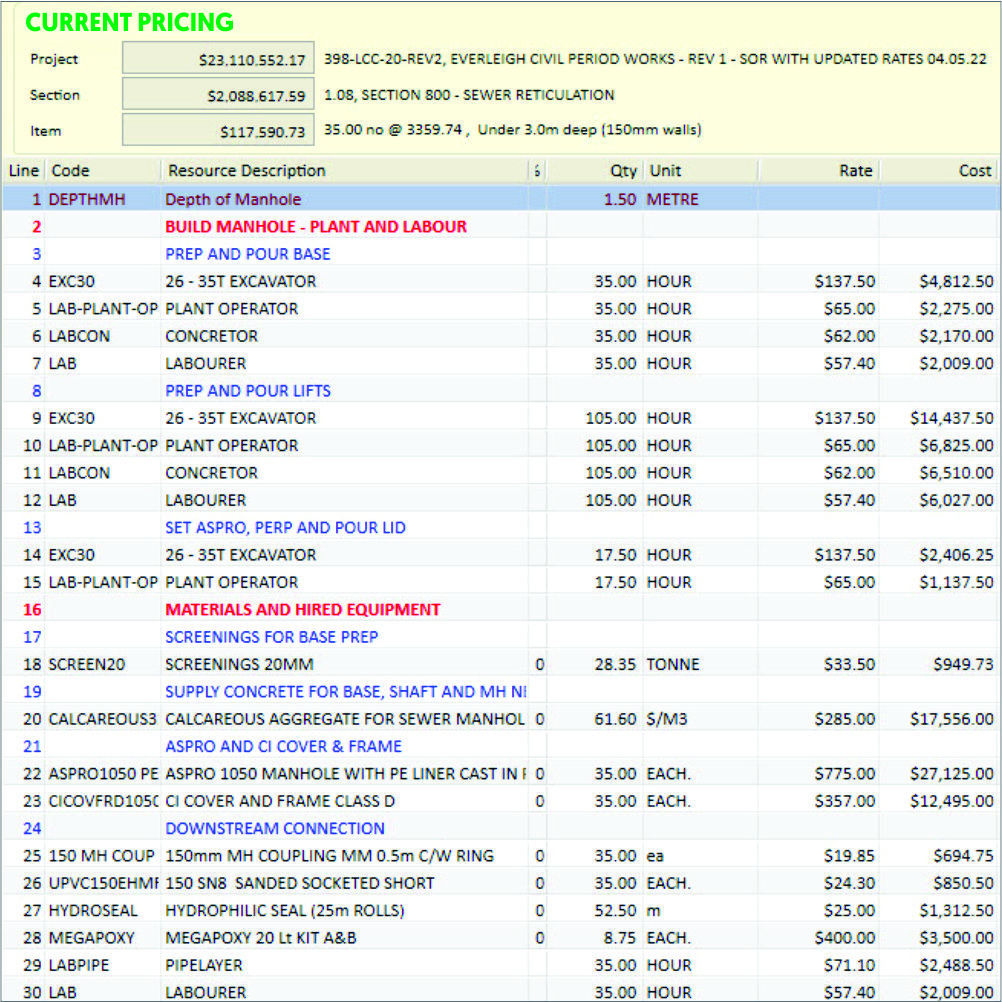 CURRENT PRICING
Project $23,110,552.17 398-LCC-20-REV2, EVERLEIGH CIVIL PERIOD WORKS - REV 1 - SOR WITH UPDATED RATES 04.05.22
Section $2,088,617.59 1.08, SECTION 800 - SEWER RETICULATION
Item $117,590.73 35.00 no @ 3359.74 , Under 3.0m deep (150mm walls)
Line Code Resource Description Qty Unit Rate Cost
1 DEPTHMH Depth of Manhole 1.50 METRE
2 BUILD MANHOLE - PLANT AND LABOUR
3 PREP AND POUR BASE
4 EXC30 26 - 35T EXCAVATOR 35.00 HOUR $137.50 $4,812.50
5 LAB-PLANT-OP PLANT OPERATOR 35.00 HOUR $65.00 $2,275.00
6 LABCON CONCRETOR 35.00 HOUR $62.00 $2,170.00
7 LAB LABOURER 35.00 HOUR $57.40 $2,009.00
8 PREP AND POUR LIFTS
9 EXC30 26 - 35T EXCAVATOR 105.00 HOUR $137.50 $14,437.50
10 LAB-PLANT-OP PLANT OPERATOR 105.00 HOUR $65.00 $6,825.00
11 LABCON CONCRETOR 105.00 HOUR $62.00 $6,510.00
12 LAB LABOURER 105.00 HOUR $57.40 $6,027.00
13 SET ASPRO, PERP AND POUR LID
14 EXC30 26 - 35T EXCAVATOR 17.50 HOUR $137.50 $2,406.25
15 LAB-PLANT-OP PLANT OPERATOR 17.50 HOUR $65.00 $1,137.50
16 MATERIALS AND HIRED EQUIPMENT
17 SCREENINGS FOR BASE PREP
18 SCREEN20 SCREENINGS 20MM 0 28.35 TONNE $33.50 $949.73
19 SUPPLY CONCRETE FOR BASE, SHAFT AND MH
20 CALCAREOUS3 CALCAREOUS AGGREGATE FOR SEWER MANHOL 0 61.60 $/M3 $285.00 $17,556.00
21 ASPRO AND CI COVER & FRAME
22 ASPRO1050 PE ASPRO 1050 MANHOLE WITH PE LINER CAST IN 0 35.00 EACH. $775.00 $27,125.00
23 CICOVFRD1050 CI COVER AND FRAME CLASS D 0 35.00 EACH. $357.00 $12,495.00
24 DOWNSTREAM CONNECTION
25 150 MH COUP 150mm MH COUPLING MM 0.5m C/W RING 0 35.00 ea $19.85 $694.75
26 UPVC150EHMF 150 SN8 SANDED SOCKETED SHORT 0 35.00 EACH. $24.30 $850.50
27 HYDROSEAL HYDROPHILIC SEAL (25m ROLLS) 0 52.50 m $25.00 $1,312.50
28 MEGAPOXY MEGAPOXY 20 Lt KIT A&B 0 8.75 EACH. $400.00 $3,500.00
29 LABPIPE PIPELAYER 35.00 HOUR $71.10 $2,488.50
30 LAB LABOURER 35.00 HOUR $57.40 $2,009.00